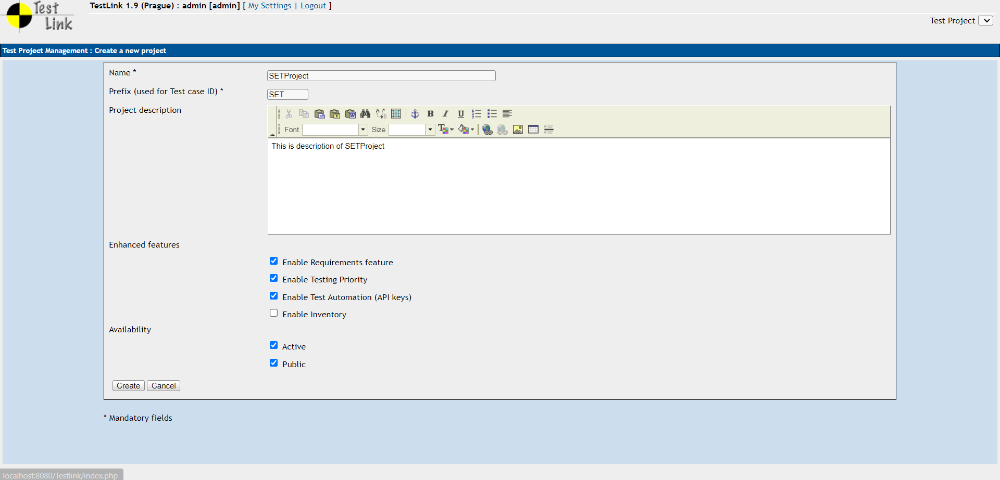 Test Link
TestLink 1.9 (Prague) : admin [admin] [ My Settings | Logout ]
Test Project
Test Project Management : Create a new project
Name *
SETProject
Prefix (used for Test case ID) *
SET
Project description
B I U
Font Size
This is description of SETProject
Enhanced features
Enable Requirements feature
Enable Testing Priority
Enable Test Automation (API keys)
Enable Inventory
Availability
Active
Public
Create Cancel
* Mandatory fields
localhost:8080/Testlink/index.php